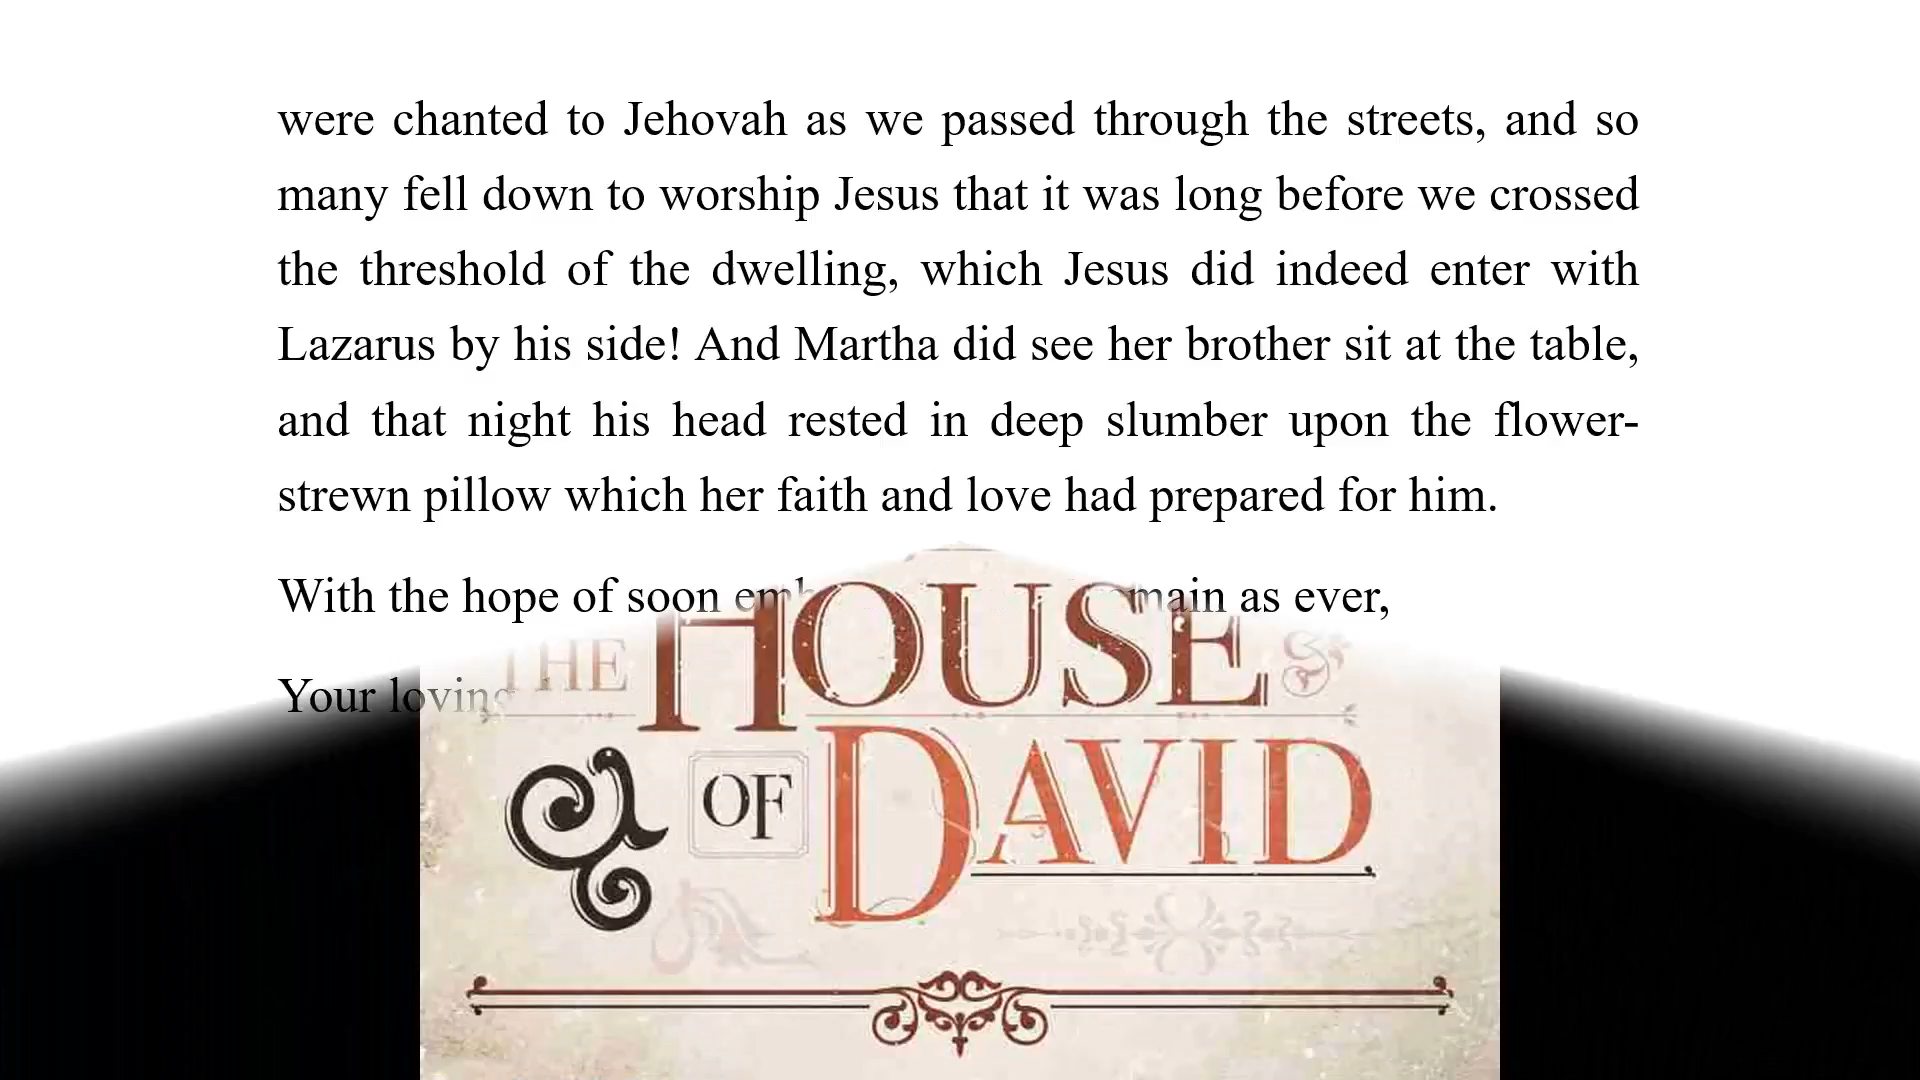 were chanted to Jehovah as we passed through the streets, and so
many fell down to worship Jesus that it was long before we crossed
the threshold of the dwelling, which Jesus did indeed enter with
Lazarus by his side! And Martha did see her brother sit at the table,
and that night his head rested in deep slumber upon the flower-
strewn pillow which her faith and love had prepared for him.
With the hope of soon as ever,
Your loving
THE HOUSE
OF DAVID